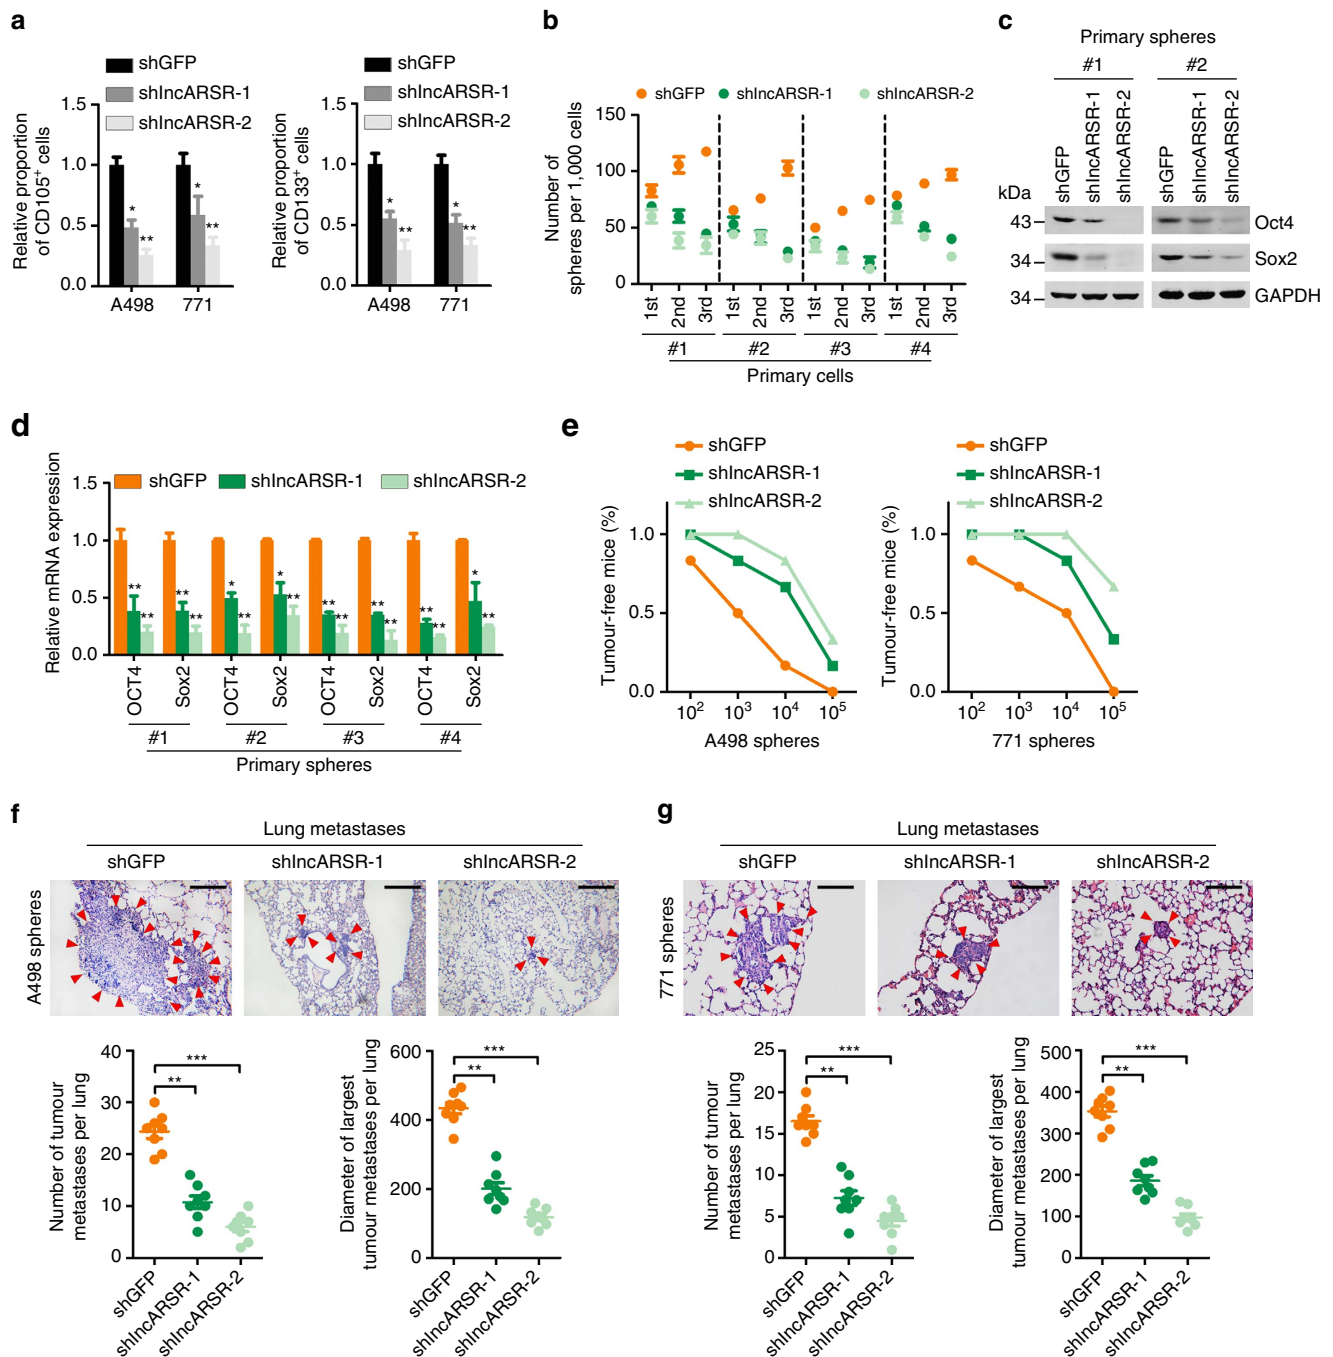 a
shGFP
shlncARSR-1
shlncARSR-2
Relative proportion
of CD105+ cells
1.5
1.0
0.5
0.0
* ** * **
A498 771
shGFP
shlncARSR-1
shlncARSR-2
Relative proportion
of CD133+ cells
1.5
1.0
0.5
0.0
* ** * **
A498 771
b
shGFP shlncARSR-1 shlncARSR-2
Number of
spheres per 1,000 cells
150
100
50
0
1st 2nd 3rd 1st 2nd 3rd 1st 2nd 3rd 1st 2nd 3rd
#1 #2 #3 #4
Primary cells
c
Primary spheres
#1 #2
shGFP shlncARSR-1 shlncARSR-2 shGFP shlncARSR-1 shlncARSR-2
kDa
43 Oct4
34 Sox2
34 GAPDH
d
shGFP shlncARSR-1 shlncARSR-2
Relative mRNA expression
1.5
1.0
0.5
0.0
** ** ** ** * ** * ** ** ** ** ** ** ** * **
OCT4 Sox2 OCT4 Sox2 OCT4 Sox2 OCT4 Sox2
#1 #2 #3 #4
Primary spheres
e
shGFP
shlncARSR-1
shlncARSR-2
Tumour-free mice (%)
1.0
0.5
0.0
10² 10³ 10⁴ 10⁵
A498 spheres
shGFP
shlncARSR-1
shlncARSR-2
Tumour-free mice (%)
1.0
0.5
0.0
10² 10³ 10⁴ 10⁵
771 spheres
f
Lung metastases
shGFP shlncARSR-1 shlncARSR-2
A498 spheres
Number of tumour
metastases per lung
40
30
20
10
0
***
**
shGFP shlncARSR-1 shlncARSR-2
Diameter of largest
tumour metastases per lung
600
400
200
0
***
**
shGFP shlncARSR-1 shlncARSR-2
g
Lung metastases
shGFP shlncARSR-1 shlncARSR-2
771 spheres
Number of tumour
metastases per lung
25
20
15
10
5
0
***
**
shGFP shlncARSR-1 shlncARSR-2
Diameter of largest
tumour metastases per lung
500
400
300
200
100
0
***
**
shGFP shlncARSR-1 shlncARSR-2